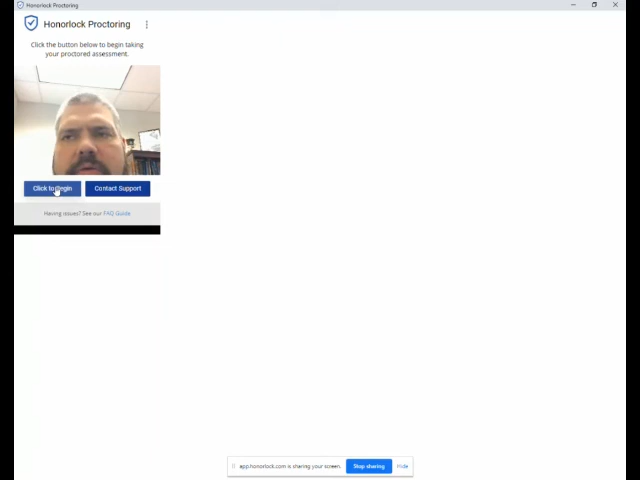 Honorlock Proctoring
Honorlock Proctoring
Click the button below to begin taking
your proctored assessment.
Click to Begin
Contact Support
Having issues? See our FAQ Guide
app.honorlock.com is sharing your screen.
Stop sharing
Hide